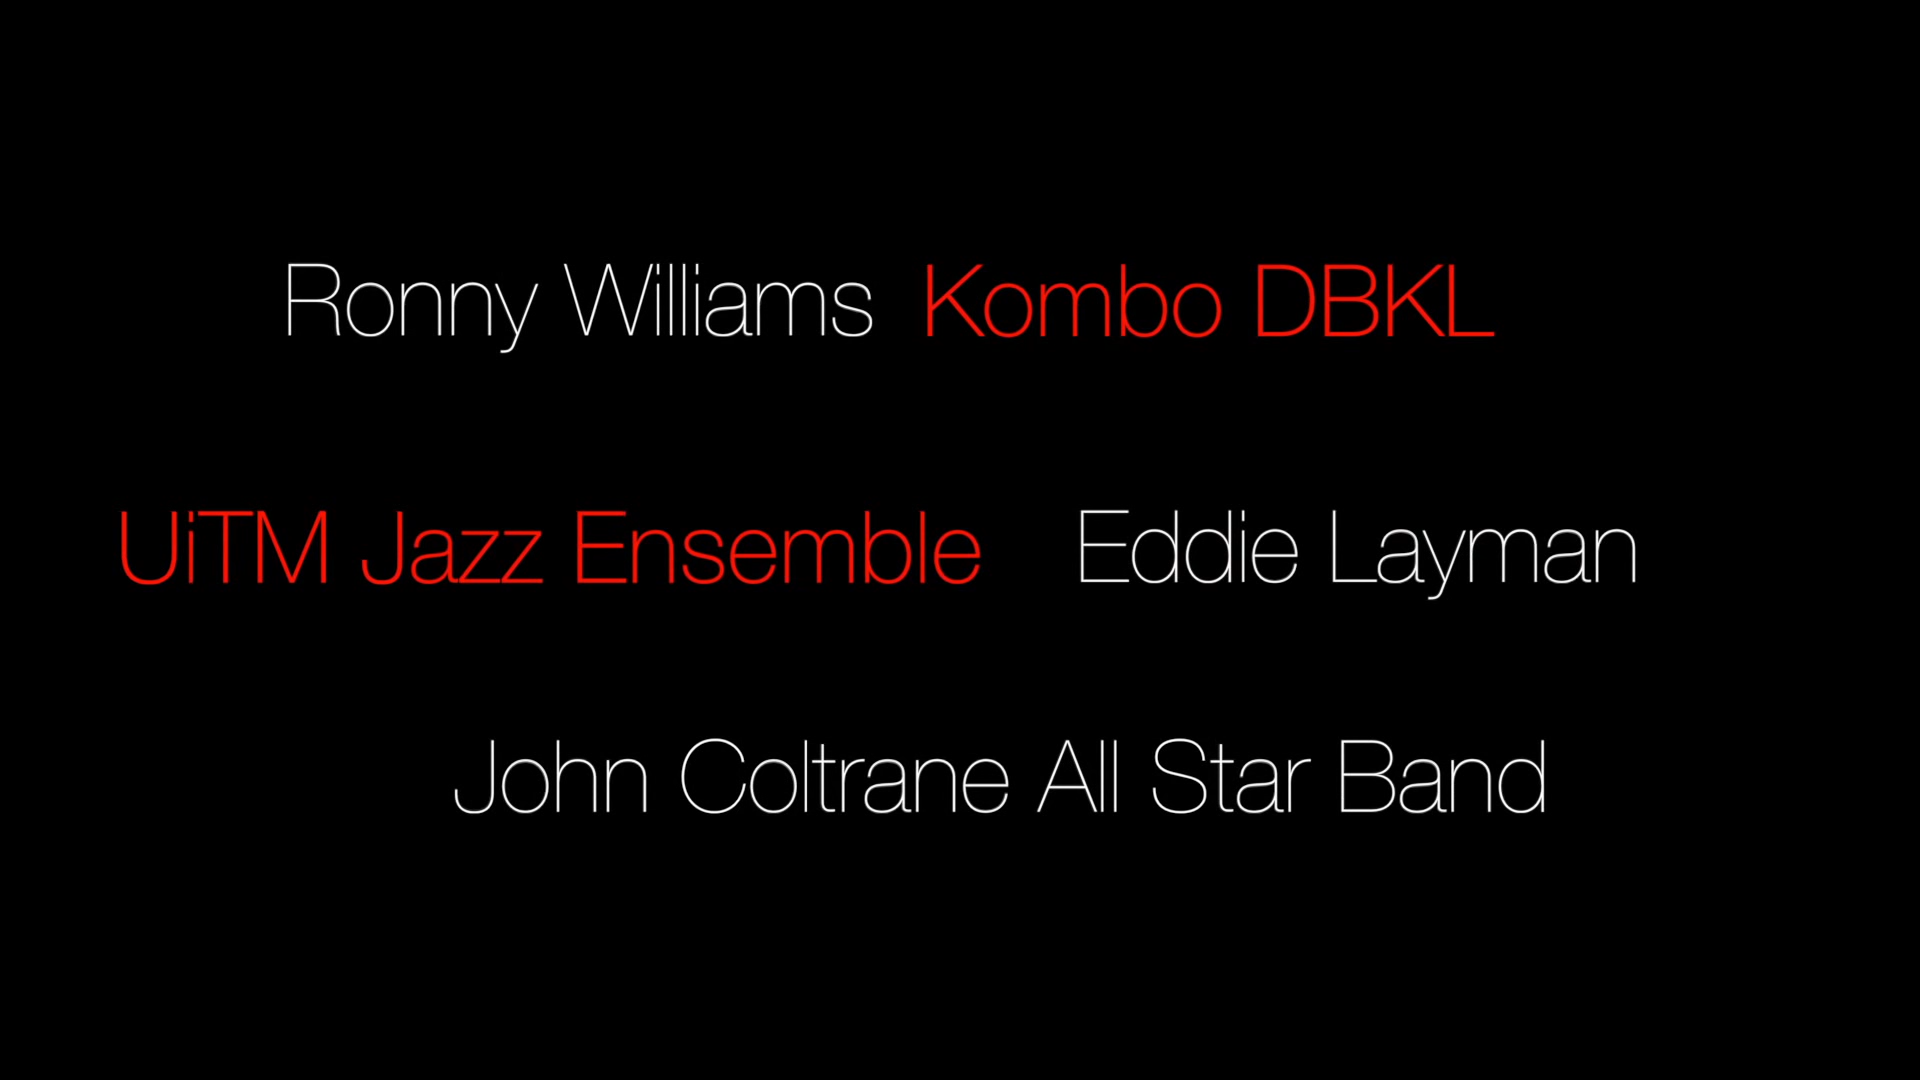 Ronny Williams Kombo DBKL
UiTM Jazz Ensemble Eddie Layman
John Coltrane All Star Band